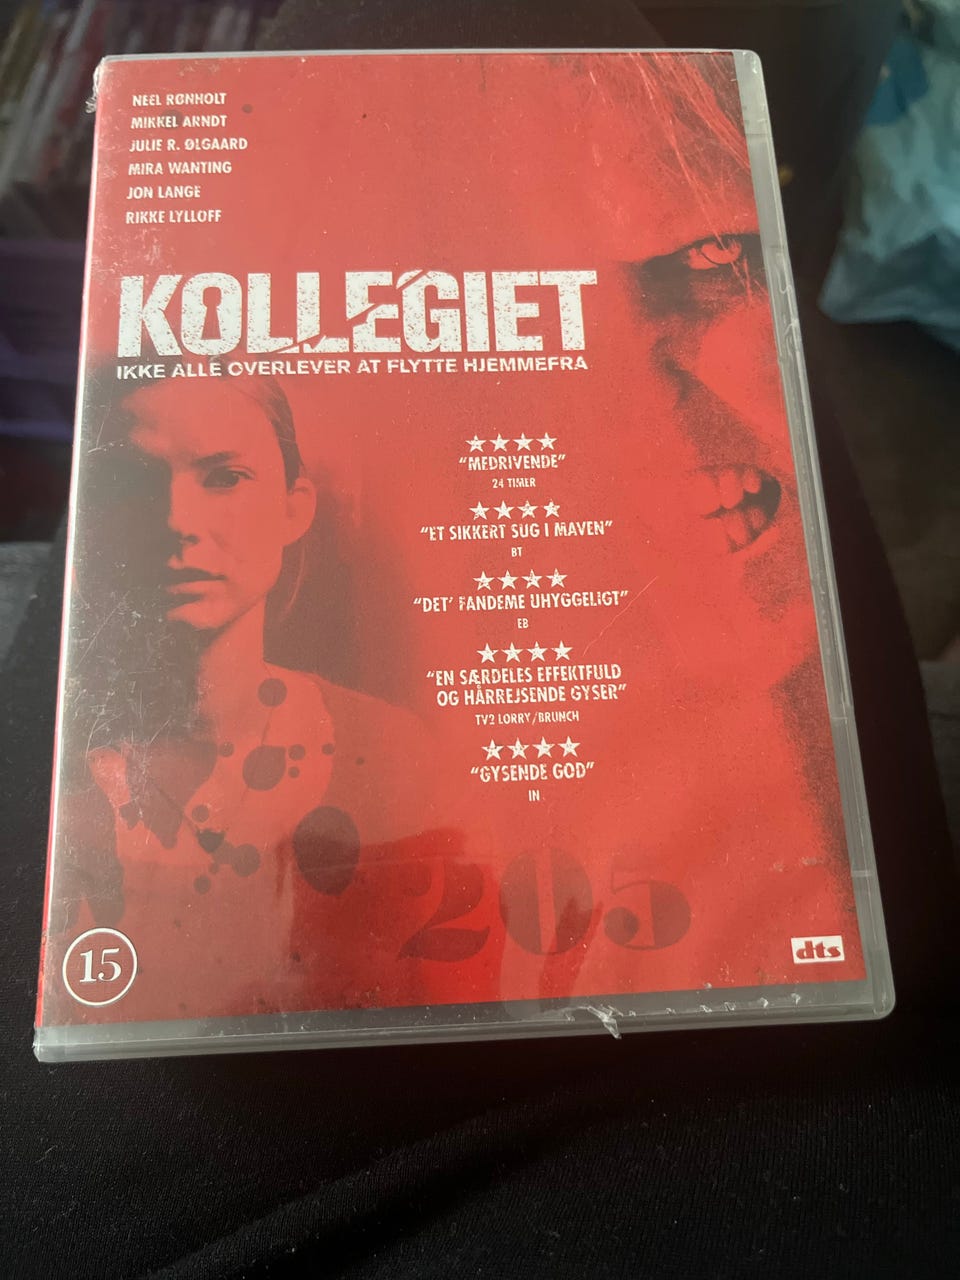 NEEL RØNHOLT
MIKKEL ARNDT
JULIE R. ØLGAARD
MIRA WANTING
JON LANGE
RIKKE LYLLOFF
KOLLEGIET
IKKE ALLE OVERLEVER AT FLYTTE HJEMMEFRA
"MEDRIVENDE"
24 TIMER
"ET SIKKERT SUG I MAVEN"
BT
"DET' FANDEME UHYGGELIGT"
EB
"EN SÆRDELES EFFEKTFULD
OG HÅRREJSENDE GYSER"
TV2 LORRY/BRUNCH
"GYSENDE GOD"
IN
205
15
dts